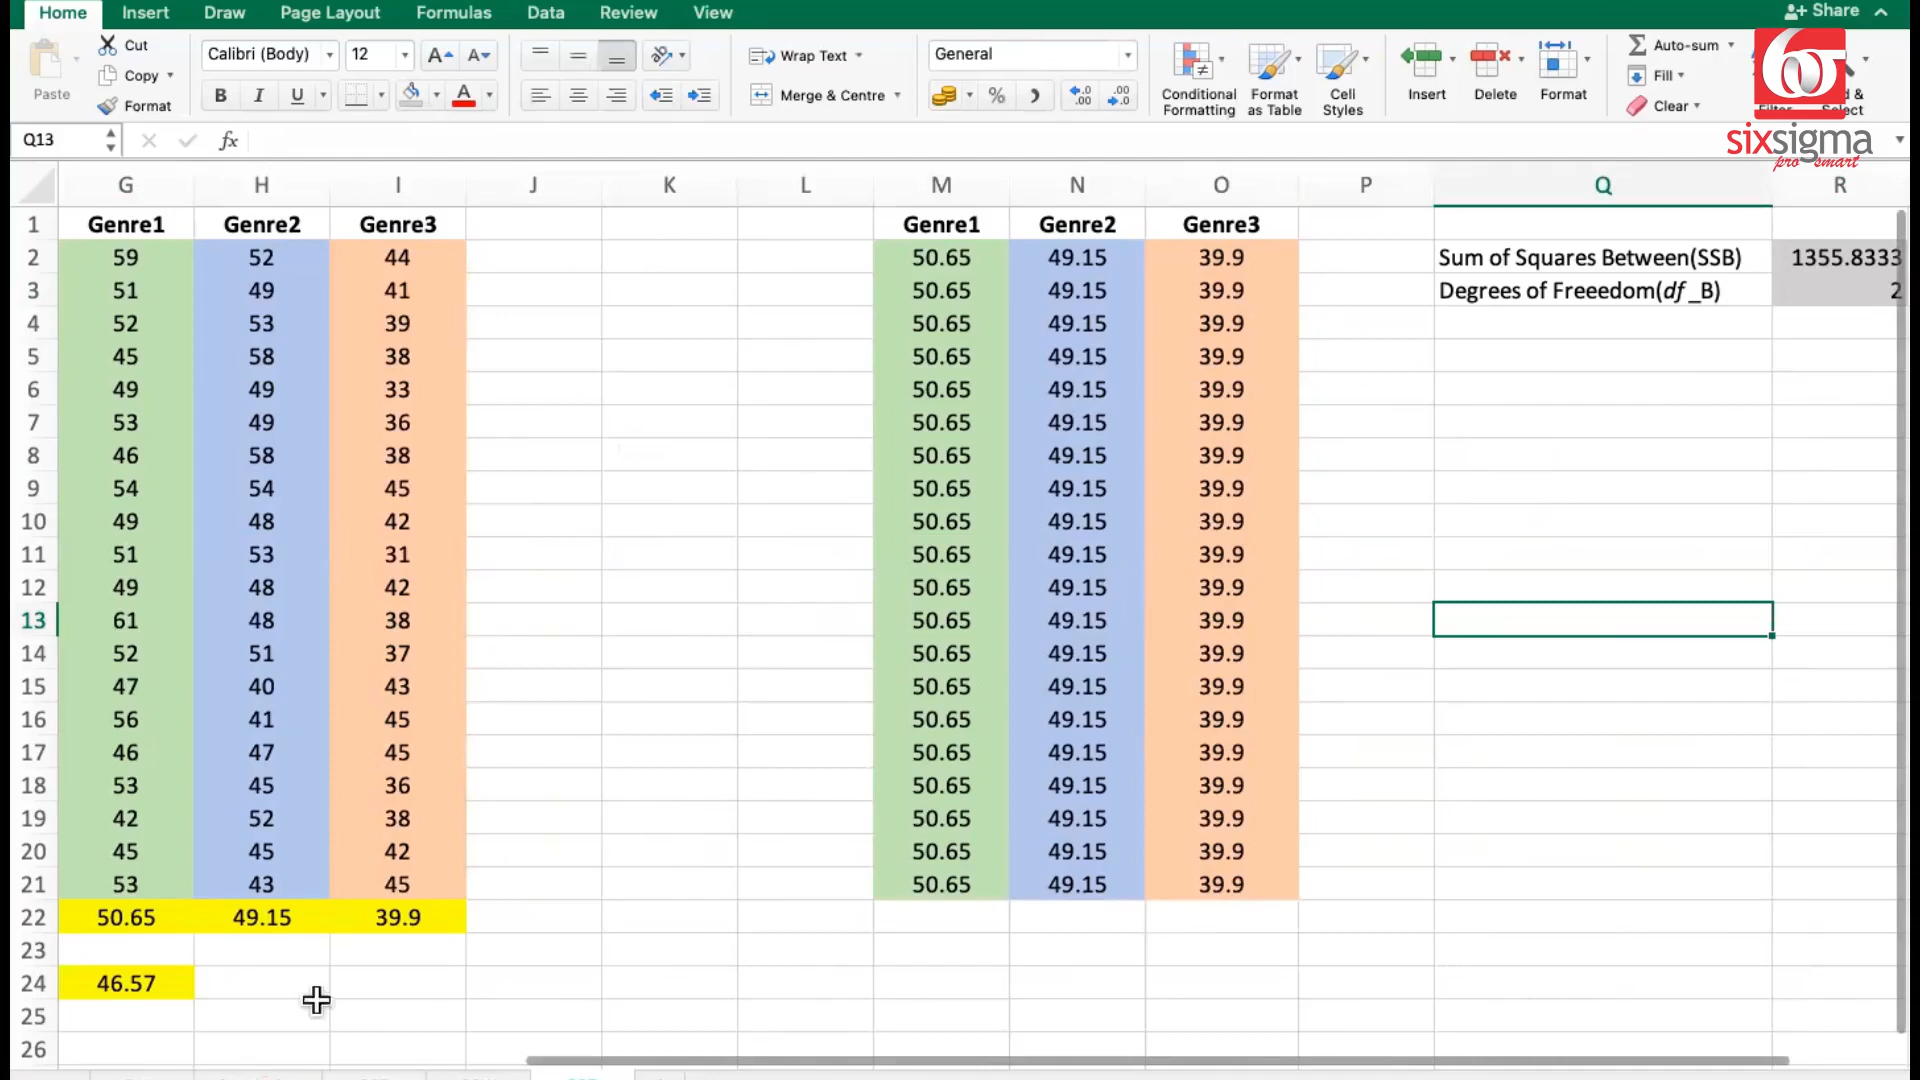 Home Insert Draw Page Layout Formulas Data Review View Share
Cut Calibri (Body) 12 Wrap Text General Auto-sum
Copy Fill
Paste Format B I U A Merge & Centre % Conditional Formatting Format as Table Cell Styles Insert Delete Format Clear Select
6σ
sixsigma
pro smart
Q13 fx
G H I J K L M N O P Q R
1 Genre1 Genre2 Genre3 Genre1 Genre2 Genre3
2 59 52 44 50.65 49.15 39.9 Sum of Squares Between(SSB) 1355.8333
3 51 49 41 50.65 49.15 39.9 Degrees of Freeedom(df _B) 2
4 52 53 39 50.65 49.15 39.9
5 45 58 38 50.65 49.15 39.9
6 49 49 33 50.65 49.15 39.9
7 53 49 36 50.65 49.15 39.9
8 46 58 38 50.65 49.15 39.9
9 54 54 45 50.65 49.15 39.9
10 49 48 42 50.65 49.15 39.9
11 51 53 31 50.65 49.15 39.9
12 49 48 42 50.65 49.15 39.9
13 61 48 38 50.65 49.15 39.9
14 52 51 37 50.65 49.15 39.9
15 47 40 43 50.65 49.15 39.9
16 56 41 45 50.65 49.15 39.9
17 46 47 45 50.65 49.15 39.9
18 53 45 36 50.65 49.15 39.9
19 42 52 38 50.65 49.15 39.9
20 45 45 42 50.65 49.15 39.9
21 53 43 45 50.65 49.15 39.9
22 50.65 49.15 39.9
23
24 46.57
25
26